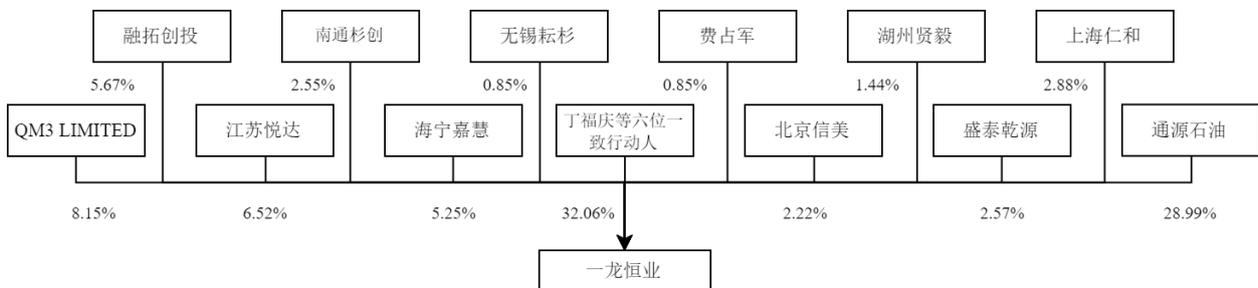 融拓创投
南通杉创
无锡耘杉
费占军
湖州贤毅
上海仁和
5.67%
2.55%
0.85%
0.85%
1.44%
2.88%
QM3 LIMITED
江苏悦达
海宁嘉慧
丁福庆等六位一
致行动人
北京信美
盛泰乾源
通源石油
8.15%
6.52%
5.25%
32.06%
2.22%
2.57%
28.99%
一龙恒业